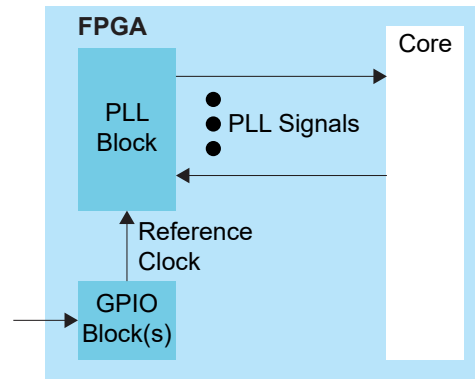 FPGA
Core
PLL
Block
PLL Signals
Reference
Clock
GPIO
Block(s)